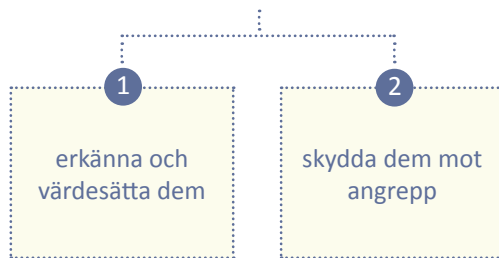 1
erkänna och
värdesätta dem
2
skydda dem mot
angrepp